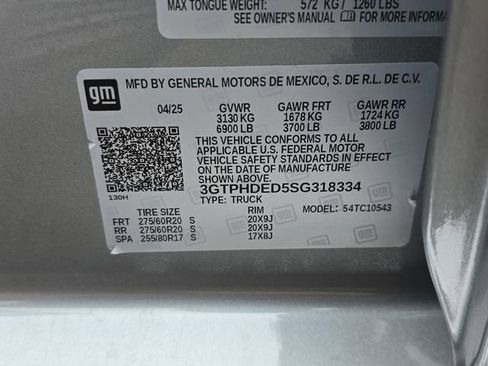 MAX TONGUE WEIGHT: 572 KG / 1260 LBS
SEE OWNER'S MANUAL FOR MORE INFORMA
gm
MFD BY GENERAL MOTORS DE MEXICO, S. DE R.L. DE C.V.
04/25 GVWR GAWR FRT GAWR RR
3130 KG 1678 KG 1724 KG
6900 LB 3700 LB 3800 LB
THIS VEHICLE CONFORMS TO ALL
APPLICABLE U.S. FEDERAL MOTOR
VEHICLE SAFETY STANDARDS IN EFFECT ON
THE DATE OF MANUFACTURE
SHOWN ABOVE.
3GTPHDED5SG318334
130H TYPE: TRUCK MODEL: 54TC10543
TIRE SIZE RIM
FRT 275/60R20 S 20X9J
RR 275/60R20 S 20X9J
SPA 255/80R17 S 17X8J